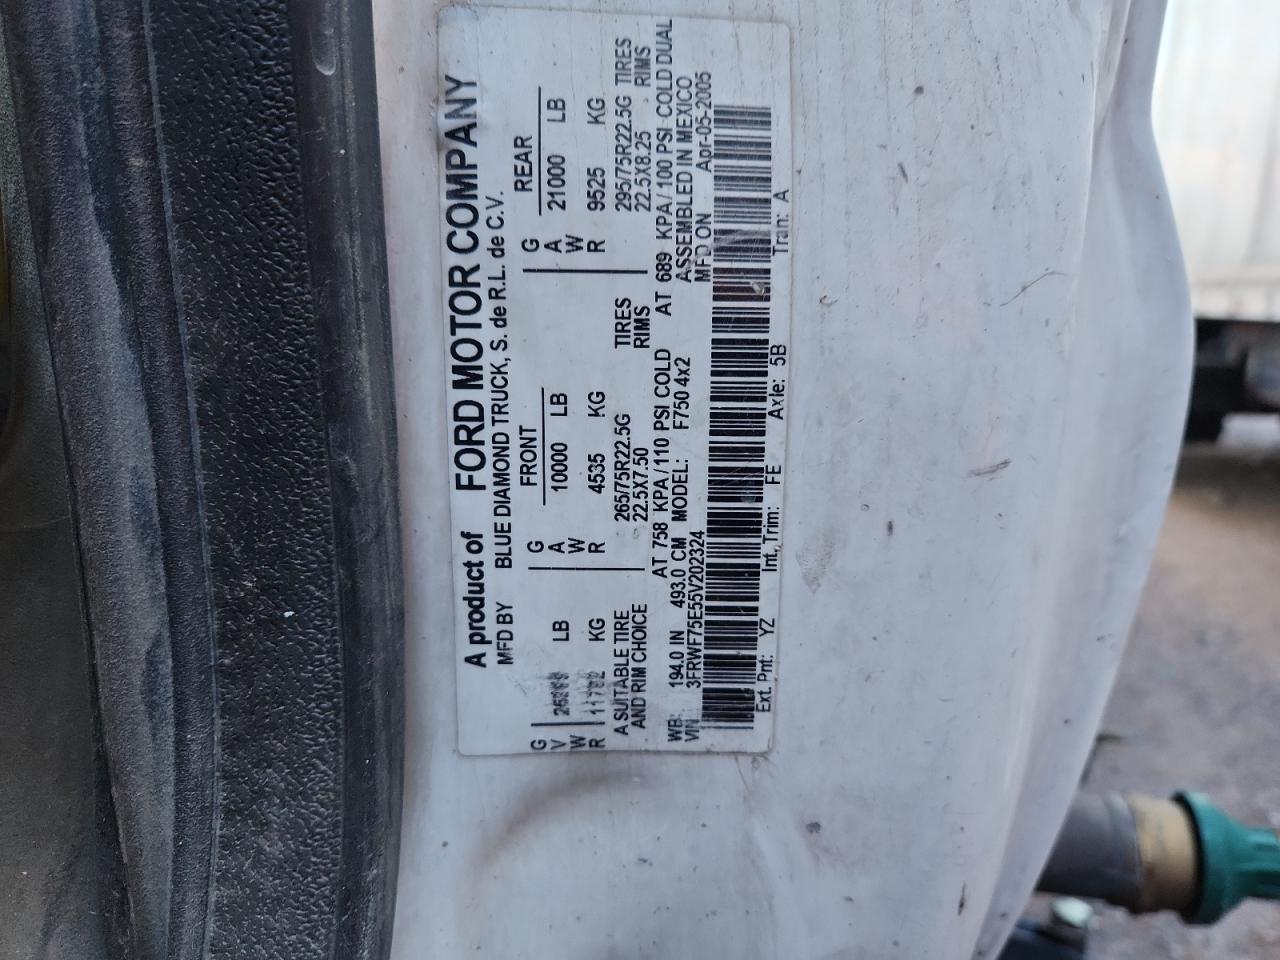 A product of FORD MOTOR COMPANY
MFD BY BLUE DIAMOND TRUCK, S. de R.L. de C.V.
FRONT REAR
G G G
V A 10000 LB A 21000 LB
LB
W W W
R KG R 4535 KG R 9525 KG
A SUITABLE TIRE 265/75R22.5G TIRES 295/75R22.5G TIRES
AND RIM CHOICE 22.5X7.50 RIMS 22.5X8.25 RIMS
AT 758 KPA/110 PSI COLD AT 689 KPA/100 PSI COLD DUAL
WB: 194.0 IN 493.0 CM MODEL: F750 4x2 ASSEMBLED IN MEXICO
VIN 3FRWF75E55V202324 MFD ON Apr-05-2005
Ext. Pnt: YZ Int. Trim: FE Axle: 5B Tran: A